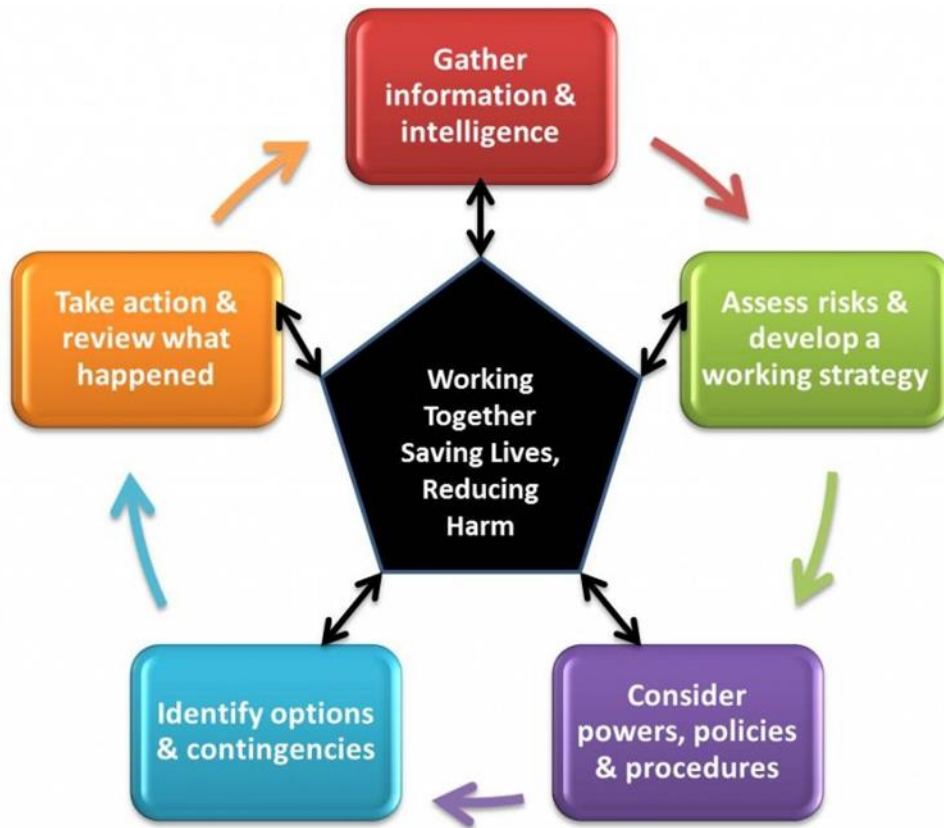 Gather
information &
intelligence
Assess risks &
develop a
working strategy
Consider
powers, policies
& procedures
Identify options
& contingencies
Take action &
review what
happened
Working
Together
Saving Lives,
Reducing
Harm